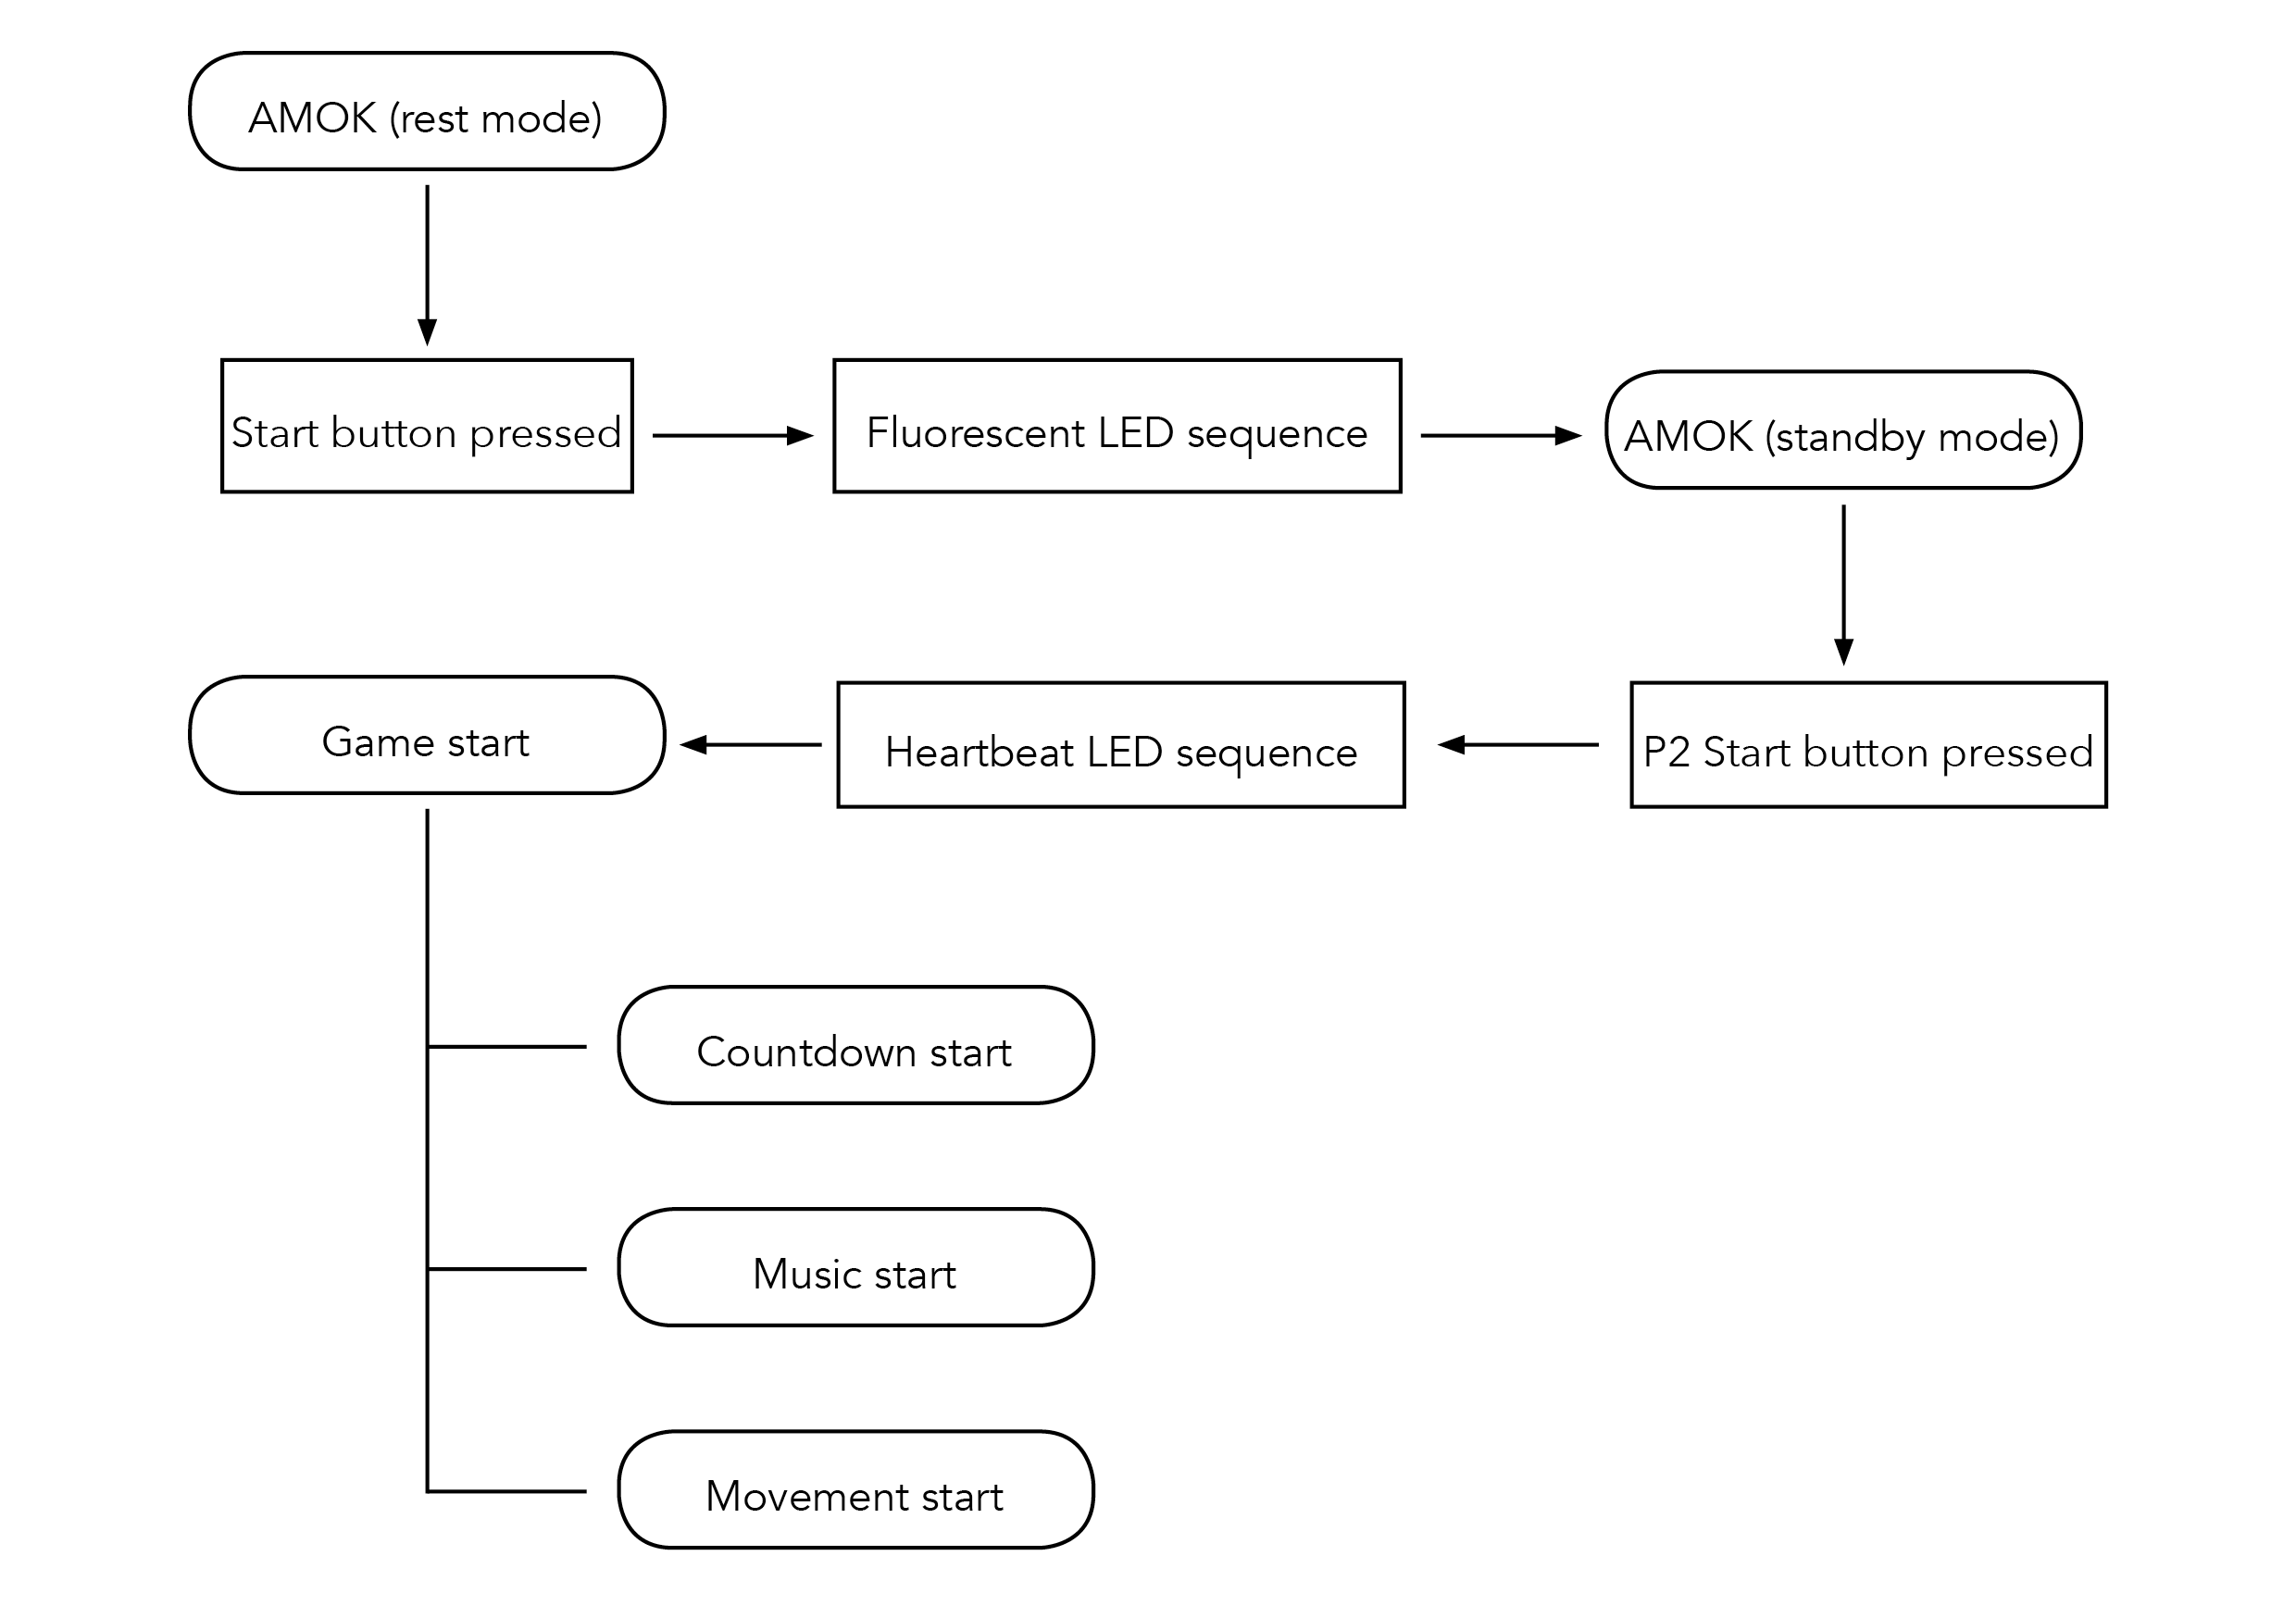 AMOK (rest mode)
Start button pressed
Fluorescent LED sequence
AMOK (standby mode)
P2 Start button pressed
Heartbeat LED sequence
Game start
Countdown start
Music start
Movement start